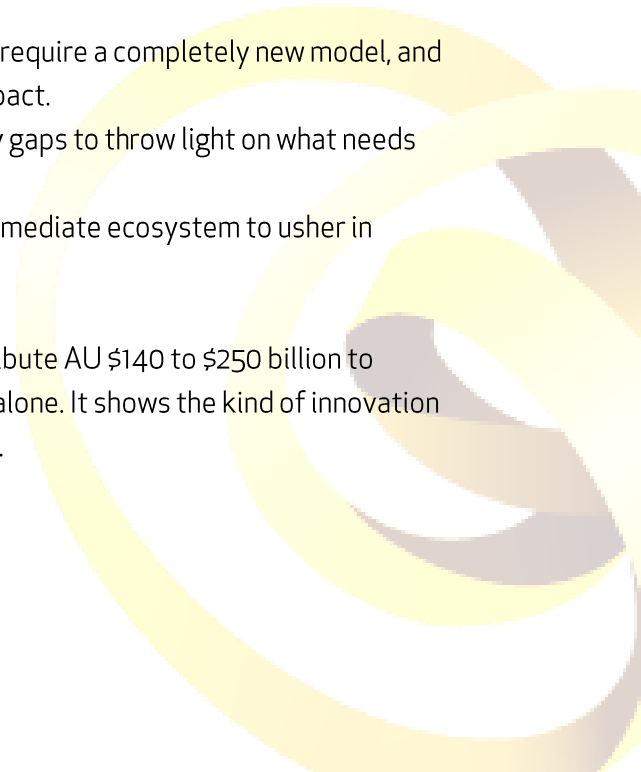 require a completely new model, and
pact.
gaps to throw light on what needs
mediate ecosystem to usher in
bute AU $140 to $250 billion to
alone. It shows the kind of innovation
.